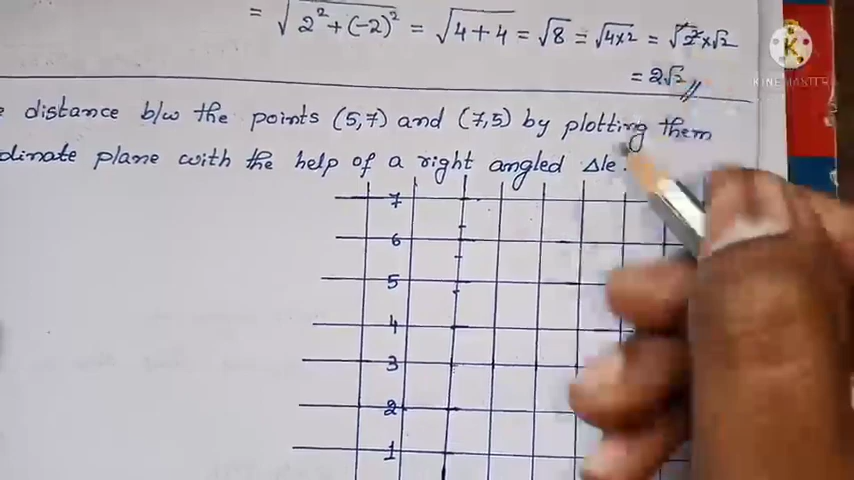 = √2²+(-2)² = √4+4 = √8 = √4×2 = √2²×√2
= 2√2 //
distance b/w the points (5,7) and (7,5) by plotting them
dinate plane with the help of a right angled Δle.
7
6
5
4
3
2
1
K
KINEMASTER